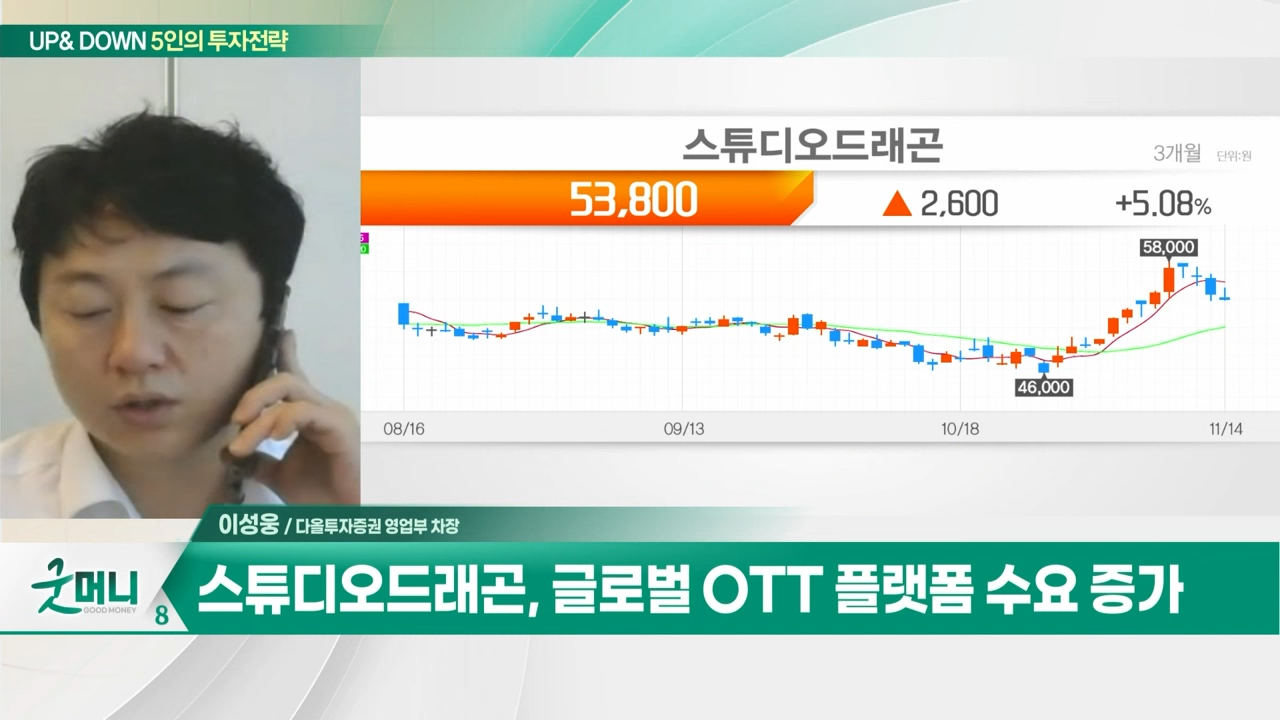 UP& DOWN 5인의 투자전략
스튜디오드래곤
3개월 단위:원
53,800 ▲ 2,600 +5.08%
58,000
46,000
08/16 09/13 10/18 11/14
이성웅 / 다올투자증권 영업부 차장
굿머니
GOOD MONEY
8
스튜디오드래곤, 글로벌 OTT 플랫폼 수요 증가